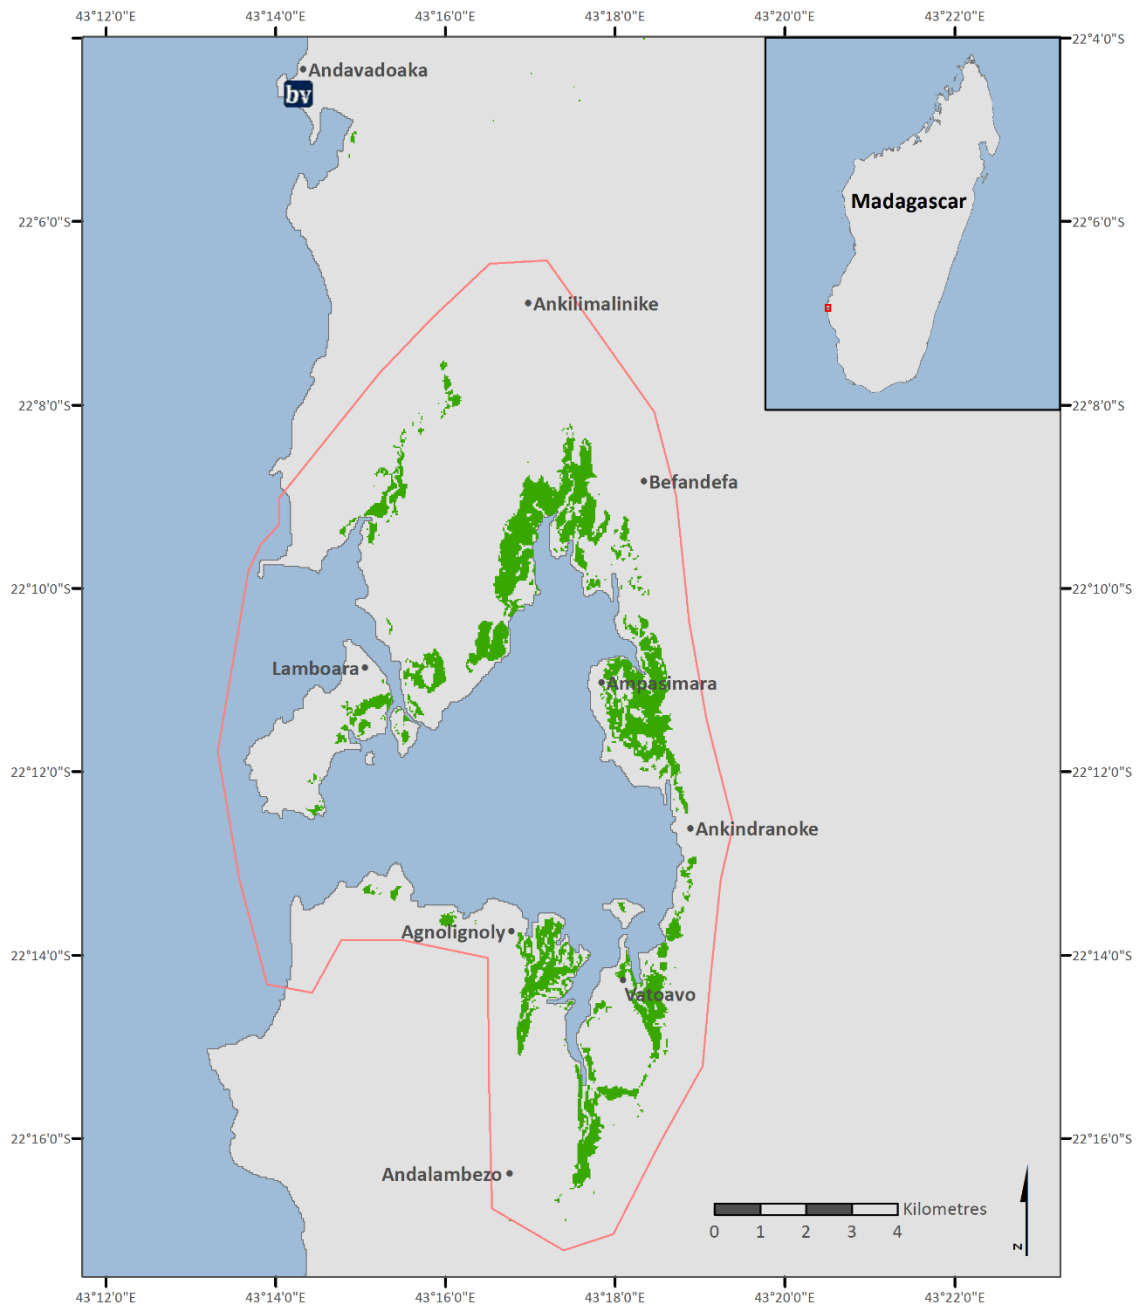 43°12'0"E 43°14'0"E 43°16'0"E 43°18'0"E 43°20'0"E 43°22'0"E
22°4'0"S
Andavadoaka
bv
Madagascar
22°6'0"S 22°6'0"S
Ankilimalinike
22°8'0"S 22°8'0"S
Befandefa
22°10'0"S 22°10'0"S
Lamboara
Ampasimara
22°12'0"S 22°12'0"S
Ankindranoke
Agnolignoly
22°14'0"S 22°14'0"S
Vatoavo
22°16'0"S 22°16'0"S
Andalambezo
Kilometres
0 1 2 3 4
N
43°12'0"E 43°14'0"E 43°16'0"E 43°18'0"E 43°20'0"E 43°22'0"E